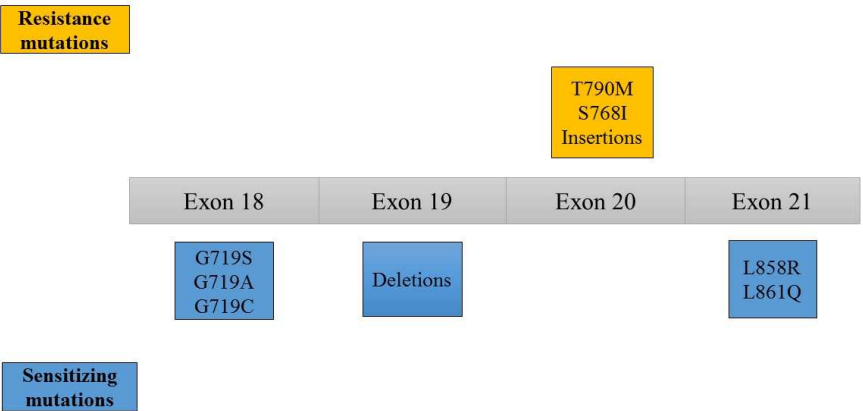 Resistance
mutations
T790M
S768I
Insertions
Exon 18 Exon 19 Exon 20 Exon 21
G719S
G719A
G719C
Deletions
L858R
L861Q
Sensitizing
mutations